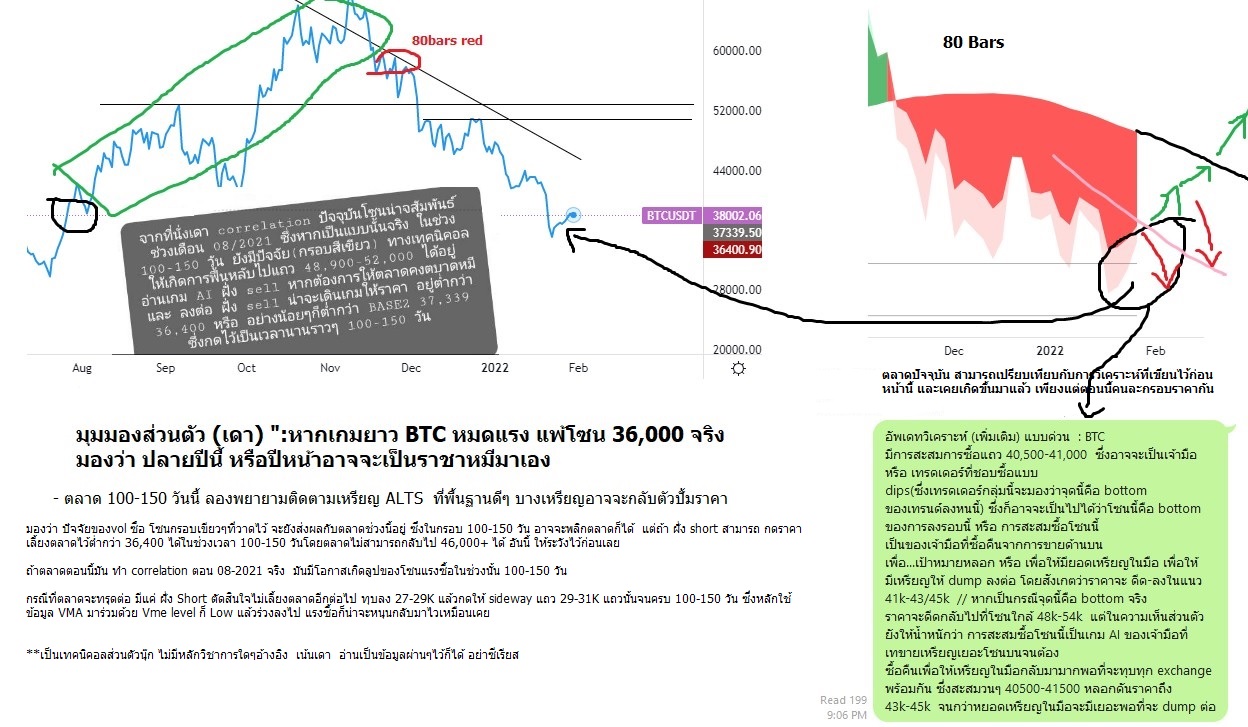 80bars red
60000.00
52000.00
44000.00
BTCUSDT 38002.06
37339.50
36400.90
28000.00
20000.00
Aug Sep Oct Nov Dec 2022 Feb
จากที่นั่งเดา correlation ปัจจุบันโซนน่าจสัมพันธ์
ช่วงเดือน 08/2021 ซึ่งหากเป็นแบบนั้นจริง ในช่วง
100-150 วัน ยังมีปัจจัย(กรอบสีเขียว) ทางเทคนิคอล
ให้เกิดการฟื้นหลับไปแถว 48,900-52,000 ได้อยู่
อ่านเกม AI ฝั่ง sell หากต้องการให้ตลาดคงตบาดหมี
และ ลงต่อ ฝั่ง sell น่าจะเดินเกมให้ราคา อยู่ต่ำกว่า
36,400 หรือ อย่างน้อยๆก็ต่ำกว่า BASE2 37,339
ซึ่งกดไว้เป็นเวลานานราวๆ 100-150 วัน
80 Bars
Dec 2022 Feb
ตลาดปัจจุบัน สามารถเปรียบเทียบกับการวิเคราะห์ที่เขียนไว้ก่อน
หน้านี้ และเคยเกิดขึ้นมาแล้ว เพียงแต่ตอนนี้คนละกรอบราคากัน
มุมมองส่วนตัว (เดา) ":หากเกมยาว BTC หมดแรง แพ้โซน 36,000 จริง
มองว่า ปลายปีนี้ หรือปีหน้าอาจจะเป็นราชาหมีมาเอง
- ตลาด 100-150 วันนี้ ลองพยายามติดตามเหรียญ ALTS ที่พื้นฐานดีๆ บางเหรียญอาจจะกลับตัวปั้มราคา
มองว่า ปัจจัยของvol ซื้อ โซนกรอบเขียวๆที่วาดไว้ จะยังส่งผลกับตลาดช่วงนี้อยู่ ซึ่งในกรอบ 100-150 วัน อาจจะพลิกตลาดก็ได้ แต่ถ้า ฝั่ง short สามารถ กดราคา
เลี้ยงตลาดไว้ต่ำกว่า 36,400 ได้ในช่วงเวลา 100-150 วันโดยตลาดไม่สามารถกลับไป 46,000+ ได้ อันนี้ ให้ระวังไว้ก่อนเลย
ถ้าตลาดตอนนี้มัน ทำ correlation ตอน 08-2021 จริง มันมีโอกาสเกิดลูปของโซนแรงซื้อในช่วงนั้น 100-150 วัน
กรณีที่ตลาดจะทรุดต่อ มีแค่ ฝั่ง Short ตัดสินใจไม่เลี้ยงตลาดอีกต่อไป ทุบลง 27-29K แล้วกดให้ sideway แถว 29-31K แถวนั้นจนครบ 100-150 วัน ซึ่งหลักใช้
ข้อมูล VMA มาร่วมด้วย Vme level ก็ Low แล้วร่วงลงไป แรงซื้อก็น่าจะหนุนกลับมาไวเหมือนเคย
**เป็นเทคนิคอลส่วนตัวนุ๊ก ไม่มีหลักวิชาการใดๆอ้างอิง เน้นเดา อ่านเป็นข้อมูลผ่านๆไว้ก็ได้ อย่าซีเรียส
อัพเดทวิเคราะห์ (เพิ่มเติม) แบบด่วน : BTC
มีการสะสมการซื้อแถว 40,500-41,000 ซึ่งอาจจะเป็นเจ้ามือ
หรือ เทรดเดอร์ที่ชอบซื้อแบบ
dips(ซึ่งเทรดเดอร์กลุ่มนี้จะมองว่าจุดนี้คือ bottom
ของเทรนด์ลงหนนี้) ซึ่งก็อาจจะเป็นไปได้ว่าโซนนี้คือ bottom
ของการลงรอบนี้ หรือ การสะสมซื้อโซนนี้
เป็นของเจ้ามือที่ซื้อคืนจากการขายด้านบน
เพื่อ...เป้าหมายหลอก หรือ เพื่อให้มียอดเหรียญในมือ เพื่อให้
มีเหรียญให้ dump ลงต่อ โดยสังเกตว่าราคาจะ ดีด-ลงในแนว
41k-43/45k // หากเป็นกรณีจุดนี้คือ bottom จริง
ราคาจะดีดกลับไปที่โซนใกล้ 48k-54k แต่ในความเห็นส่วนตัว
ยังให้น้ำหนักว่า การสะสมซื้อโซนนี้เป็นเกม AI ของเจ้ามือที่
เทขายเหรียญเยอะโซนบนจนต้อง
ซื้อคืนเพื่อให้เหรียญในมือกลับมามากพอที่จะทุบทุก exchange
พร้อมกัน ซึ่งสะสมวนๆ 40500-41500 หลอกดันราคาถึง
43k-45k จนกว่าหยอดเหรียญในมือจะมีเยอะพอที่จะ dump ต่อ
Read 199
9:06 PM